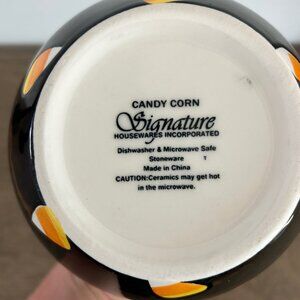 CANDY CORN
Signature
HOUSEWARES INCORPORATED
Dishwasher & Microwave Safe
Stoneware
Made in China
CAUTION:Ceramics may get hot
in the microwave.